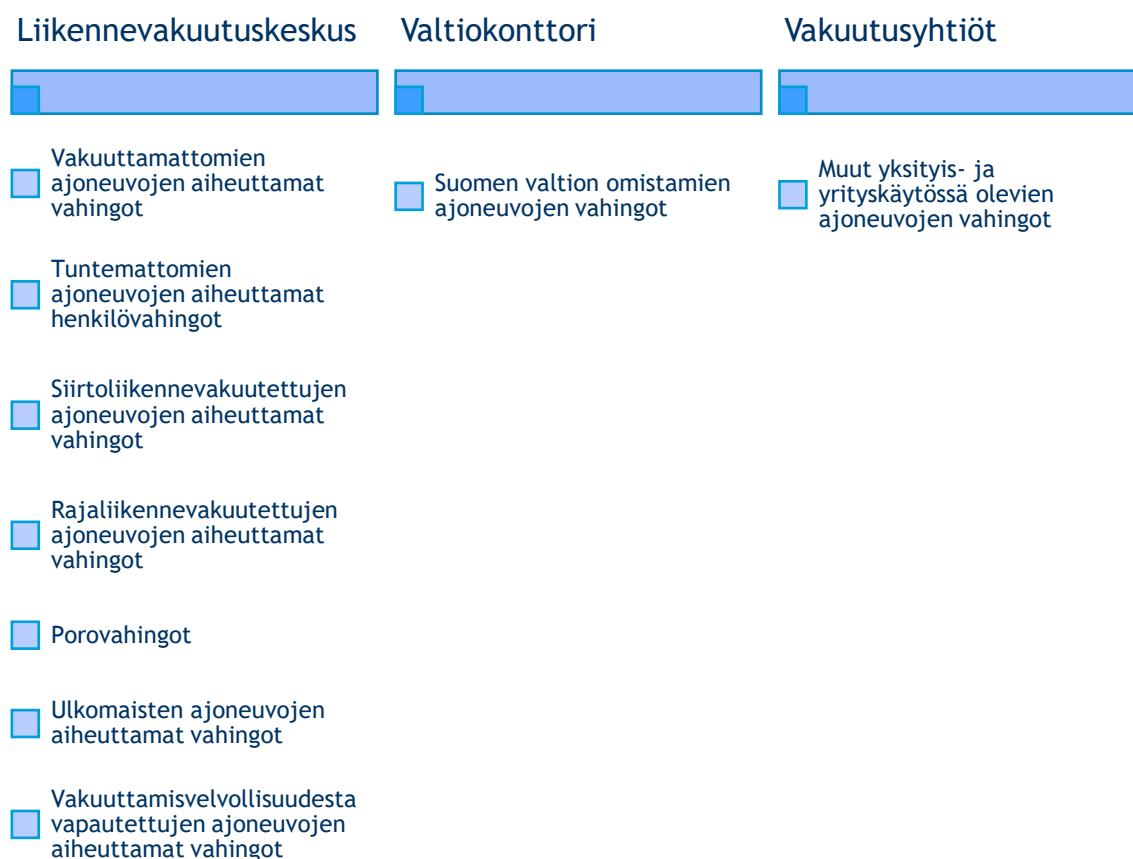 Liikennevakuutuskeskus
Vakuuttamattomien
ajoneuvojen aiheuttamat
vahingot
Tuntemattomien
ajoneuvojen aiheuttamat
henkilövahingot
Siirtoliikennevakuutettujen
ajoneuvojen aiheuttamat
vahingot
Rajaliikennevakuutettujen
ajoneuvojen aiheuttamat
vahingot
Porovahingot
Ulkomaisten ajoneuvojen
aiheuttamat vahingot
Vakuuttamisvelvollisuudesta
vapautettujen ajoneuvojen
aiheuttamat vahingot
Valtiokonttori
Suomen valtion omistamien
ajoneuvojen vahingot
Vakuutusyhtiöt
Muut yksityis- ja
yrityskäytössä olevien
ajoneuvojen vahingot